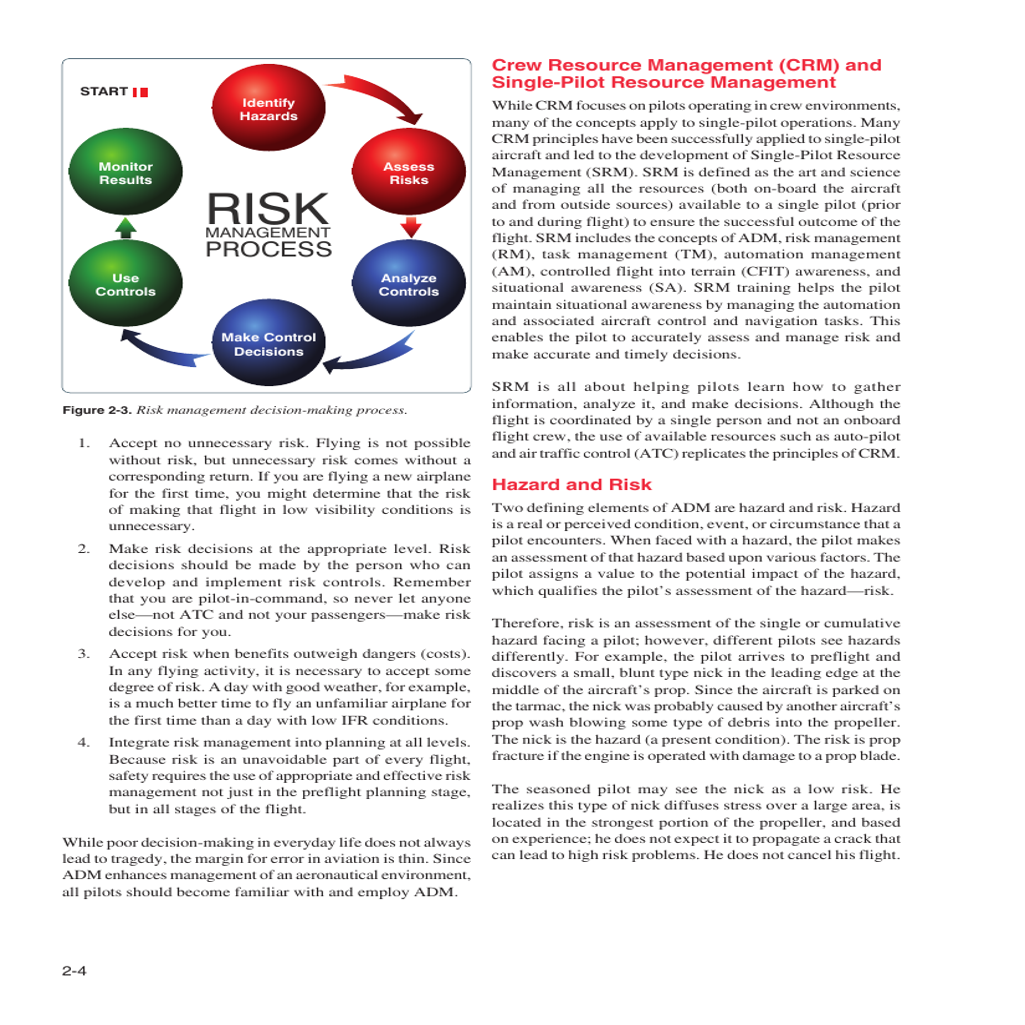 START
Identify
Hazards
Assess
Risks
Analyze
Controls
Make Control
Decisions
Use
Controls
Monitor
Results
RISK
MANAGEMENT
PROCESS
Figure 2-3. Risk management decision-making process.
1. Accept no unnecessary risk. Flying is not possible
without risk, but unnecessary risk comes without a
corresponding return. If you are flying a new airplane
for the first time, you might determine that the risk
of making that flight in low visibility conditions is
unnecessary.
2. Make risk decisions at the appropriate level. Risk
decisions should be made by the person who can
develop and implement risk controls. Remember
that you are pilot-in-command, so never let anyone
else—not ATC and not your passengers—make risk
decisions for you.
3. Accept risk when benefits outweigh dangers (costs).
In any flying activity, it is necessary to accept some
degree of risk. A day with good weather, for example,
is a much better time to fly an unfamiliar airplane for
the first time than a day with low IFR conditions.
4. Integrate risk management into planning at all levels.
Because risk is an unavoidable part of every flight,
safety requires the use of appropriate and effective risk
management not just in the preflight planning stage,
but in all stages of the flight.
While poor decision-making in everyday life does not always
lead to tragedy, the margin for error in aviation is thin. Since
ADM enhances management of an aeronautical environment,
all pilots should become familiar with and employ ADM.
Crew Resource Management (CRM) and
Single-Pilot Resource Management
While CRM focuses on pilots operating in crew environments,
many of the concepts apply to single-pilot operations. Many
CRM principles have been successfully applied to single-pilot
aircraft and led to the development of Single-Pilot Resource
Management (SRM). SRM is defined as the art and science
of managing all the resources (both on-board the aircraft
and from outside sources) available to a single pilot (prior
to and during flight) to ensure the successful outcome of the
flight. SRM includes the concepts of ADM, risk management
(RM), task management (TM), automation management
(AM), controlled flight into terrain (CFIT) awareness, and
situational awareness (SA). SRM training helps the pilot
maintain situational awareness by managing the automation
and associated aircraft control and navigation tasks. This
enables the pilot to accurately assess and manage risk and
make accurate and timely decisions.
SRM is all about helping pilots learn how to gather
information, analyze it, and make decisions. Although the
flight is coordinated by a single person and not an onboard
flight crew, the use of available resources such as auto-pilot
and air traffic control (ATC) replicates the principles of CRM.
Hazard and Risk
Two defining elements of ADM are hazard and risk. Hazard
is a real or perceived condition, event, or circumstance that a
pilot encounters. When faced with a hazard, the pilot makes
an assessment of that hazard based upon various factors. The
pilot assigns a value to the potential impact of the hazard,
which qualifies the pilot's assessment of the hazard—risk.
Therefore, risk is an assessment of the single or cumulative
hazard facing a pilot; however, different pilots see hazards
differently. For example, the pilot arrives to preflight and
discovers a small, blunt type nick in the leading edge at the
middle of the aircraft's prop. Since the aircraft is parked on
the tarmac, the nick was probably caused by another aircraft's
prop wash blowing some type of debris into the propeller.
The nick is the hazard (a present condition). The risk is prop
fracture if the engine is operated with damage to a prop blade.
The seasoned pilot may see the nick as a low risk. He
realizes this type of nick diffuses stress over a large area, is
located in the strongest portion of the propeller, and based
on experience; he does not expect it to propagate a crack that
can lead to high risk problems. He does not cancel his flight.
2-4